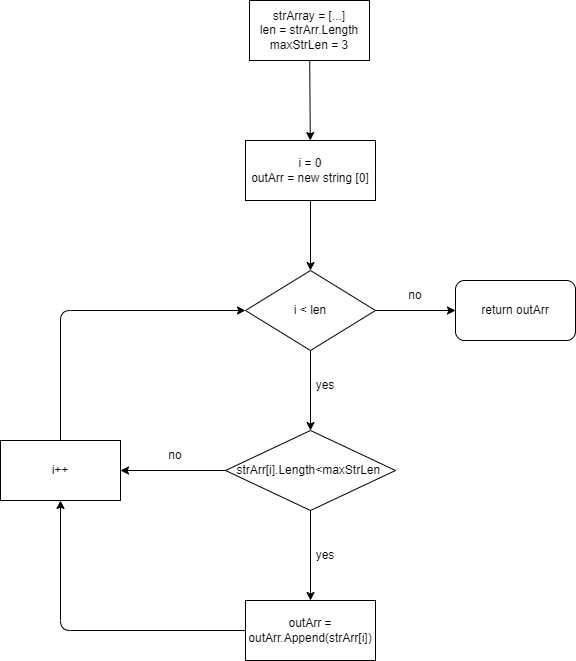 strArray = [...]
len = strArr.Length
maxStrLen = 3
i = 0
outArr = new string [0]
i < len
no
return outArr
yes
no
strArr[i].Length<maxStrLen
i++
yes
outArr =
outArr.Append(strArr[i])